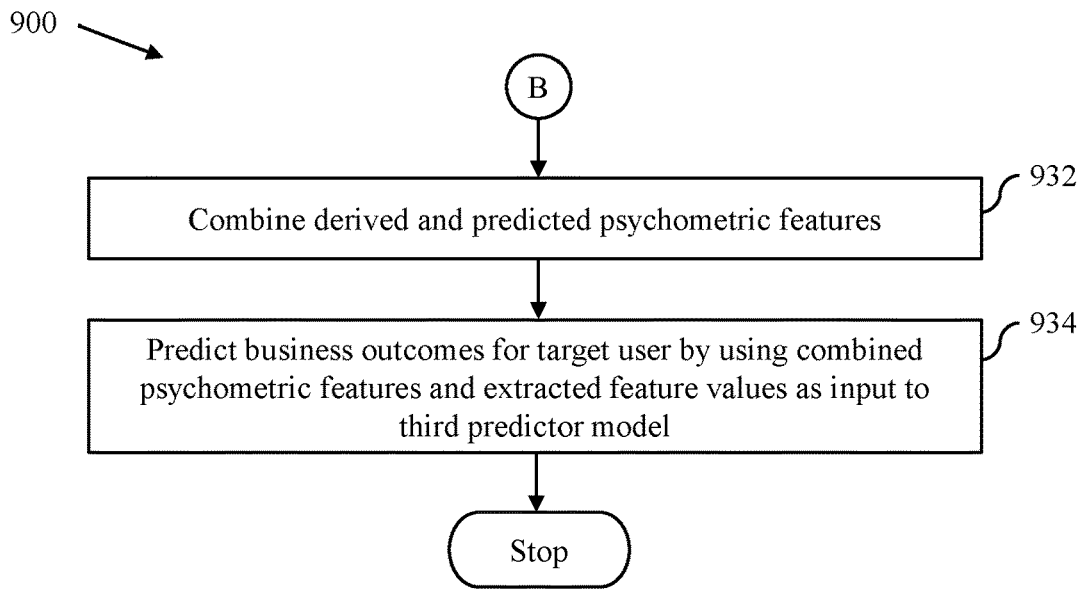 900
B
932
Combine derived and predicted psychometric features
934
Predict business outcomes for target user by using combined
psychometric features and extracted feature values as input to
third predictor model
Stop